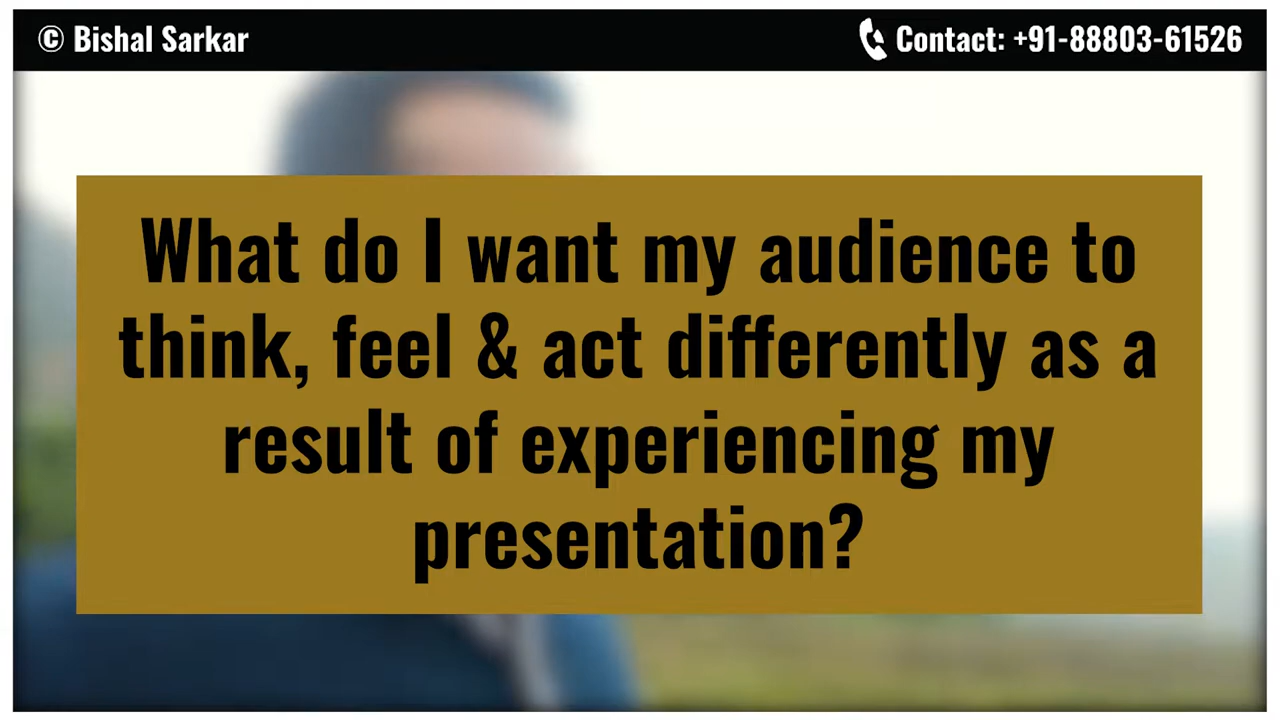 © Bishal Sarkar
Contact: +91-88803-61526
What do I want my audience to
think, feel & act differently as a
result of experiencing my
presentation?